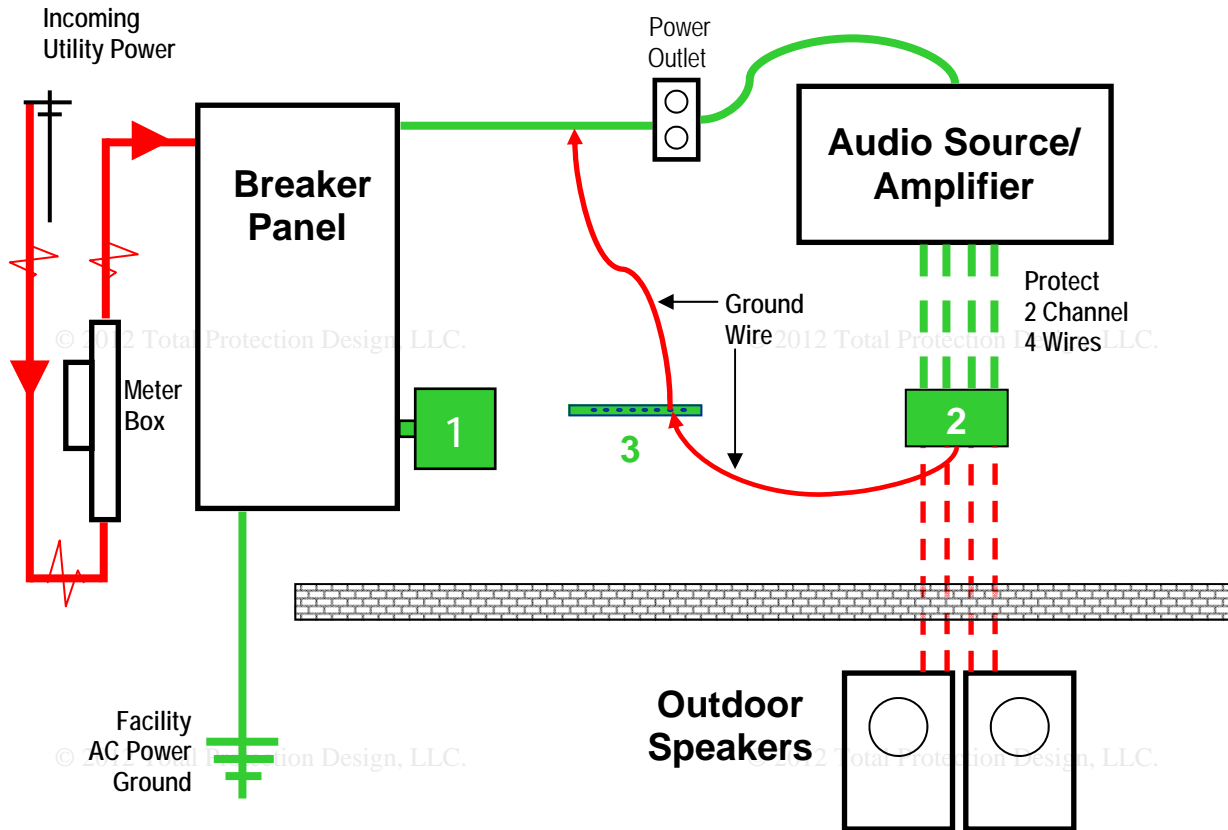 Incoming
Utility Power
Power
Outlet
Audio Source/
Amplifier
Breaker
Panel
Protect
2 Channel
4 Wires
Ground
Wire
© 2012 Total Protection Design, LLC.
2012 Total Protection Design, LLC.
Meter
Box
1
2
3
Outdoor
Speakers
Facility
AC Power
Ground
© 2012 Total Protection Design, LLC.
© 2012 Total Protection Design, LLC.